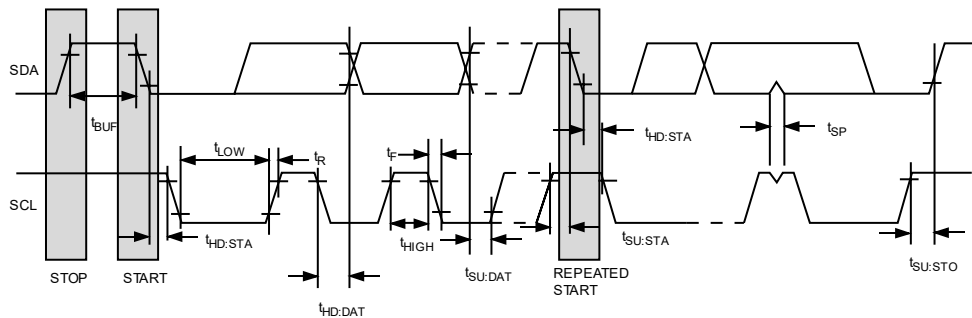 SDA
tBUF
tLOW
tR
tF
tHD:STA
tSP
SCL
tHD:STA
tHIGH
tSU:DAT
tSU:STA
tSU:STO
STOP
START
REPEATED
START
tHD:DAT